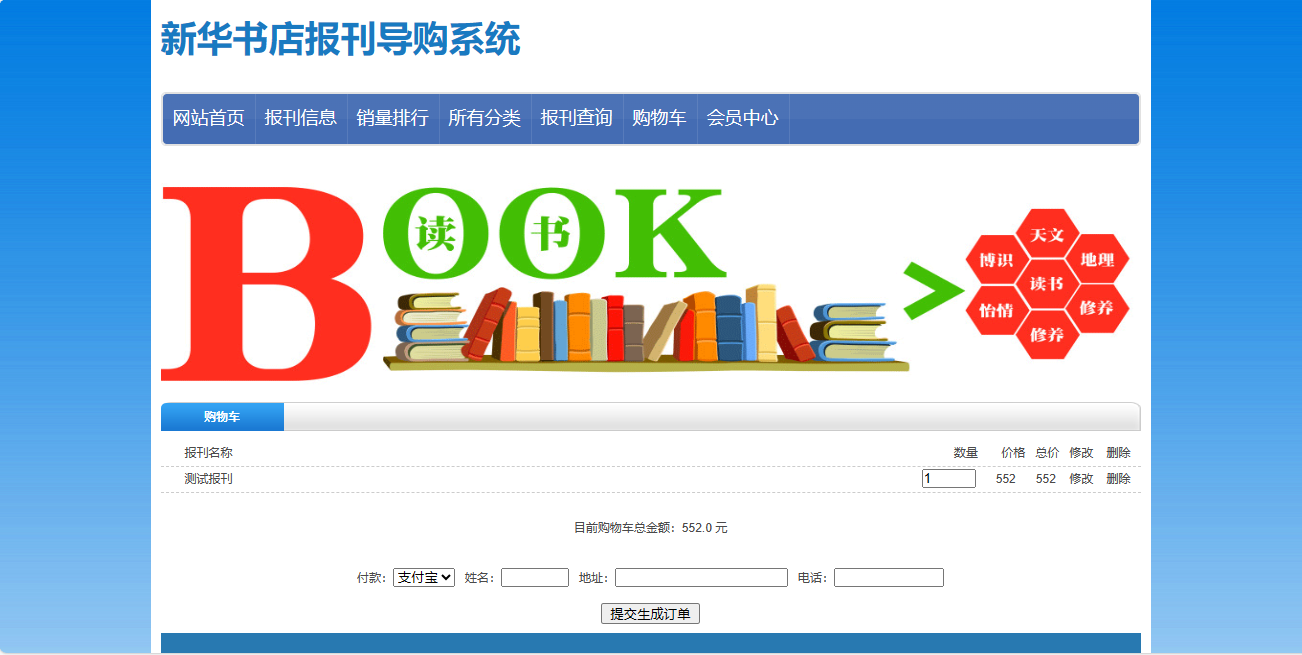 新华书店报刊导购系统
网站首页 报刊信息 销量排行 所有分类 报刊查询 购物车 会员中心
BOOK
读 书
天文
博识 地理
读书
怡情 修养
修养
购物车
报刊名称 数量 价格 总价 修改 删除
测试报刊 1 552 552 修改 删除
目前购物车总金额：552.0 元
付款： 支付宝 姓名： 地址： 电话：
提交生成订单